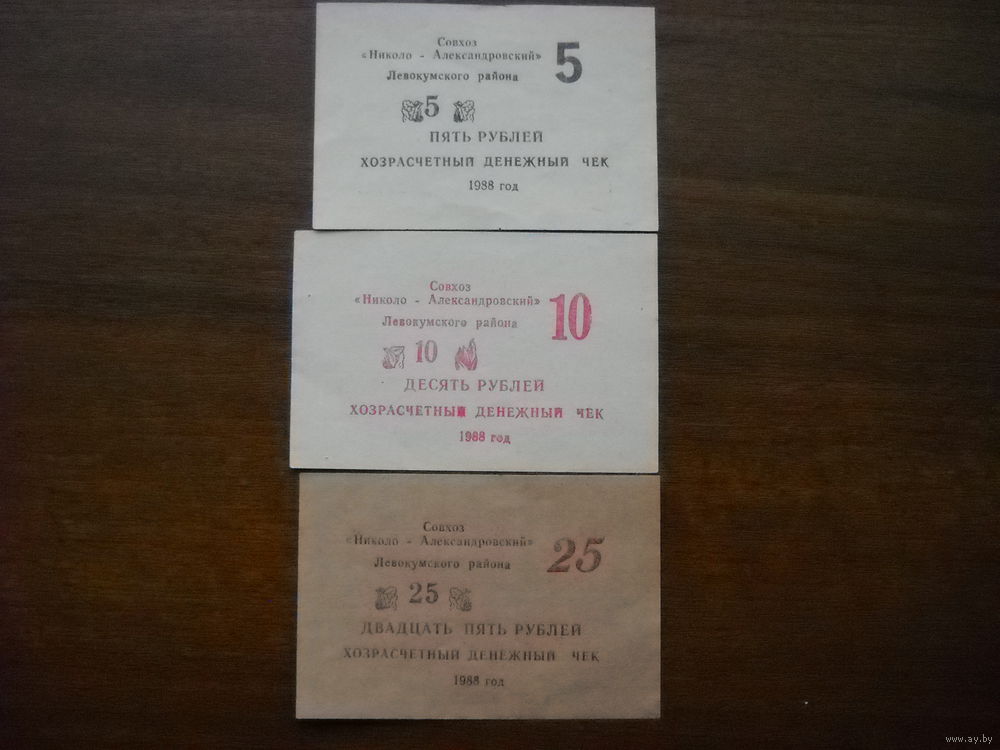 Совхоз
«Николо - Александровский»
Левокумского района
5
5
ПЯТЬ РУБЛЕЙ
ХОЗРАСЧЕТНЫЙ ДЕНЕЖНЫЙ ЧЕК
1988 год
Совхоз
«Николо - Александровский»
Левокумского района
10
10
ДЕСЯТЬ РУБЛЕЙ
ХОЗРАСЧЕТНЫЙ ДЕНЕЖНЫЙ ЧЕК
1988 год
Совхоз
«Николо - Александровский»
Левокумского района
25
25
ДВАДЦАТЬ ПЯТЬ РУБЛЕЙ
ХОЗРАСЧЕТНЫЙ ДЕНЕЖНЫЙ ЧЕК
1988 год
www.ay.by